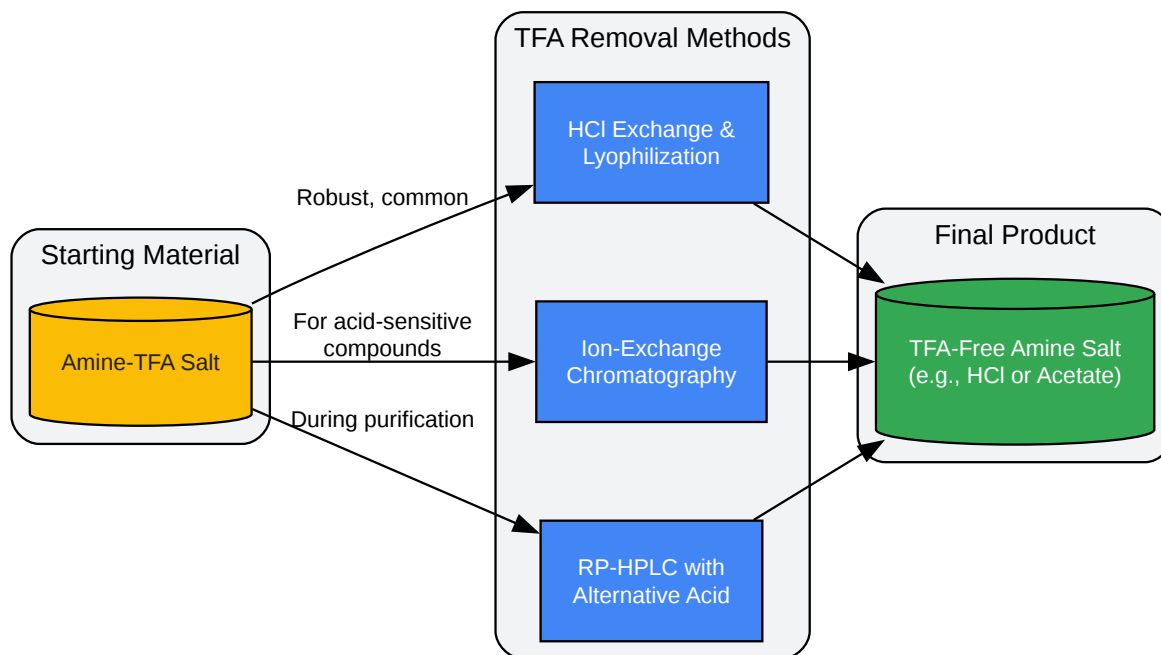 TFA Removal Methods
HCl Exchange &
Lyophilization
Robust, common
Starting Material
Final Product
For acid-sensitive
compounds
Amine-TFA Salt
Ion-Exchange
Chromatography
TFA-Free Amine Salt
(e.g., HCl or Acetate)
During purification
RP-HPLC with
Alternative Acid